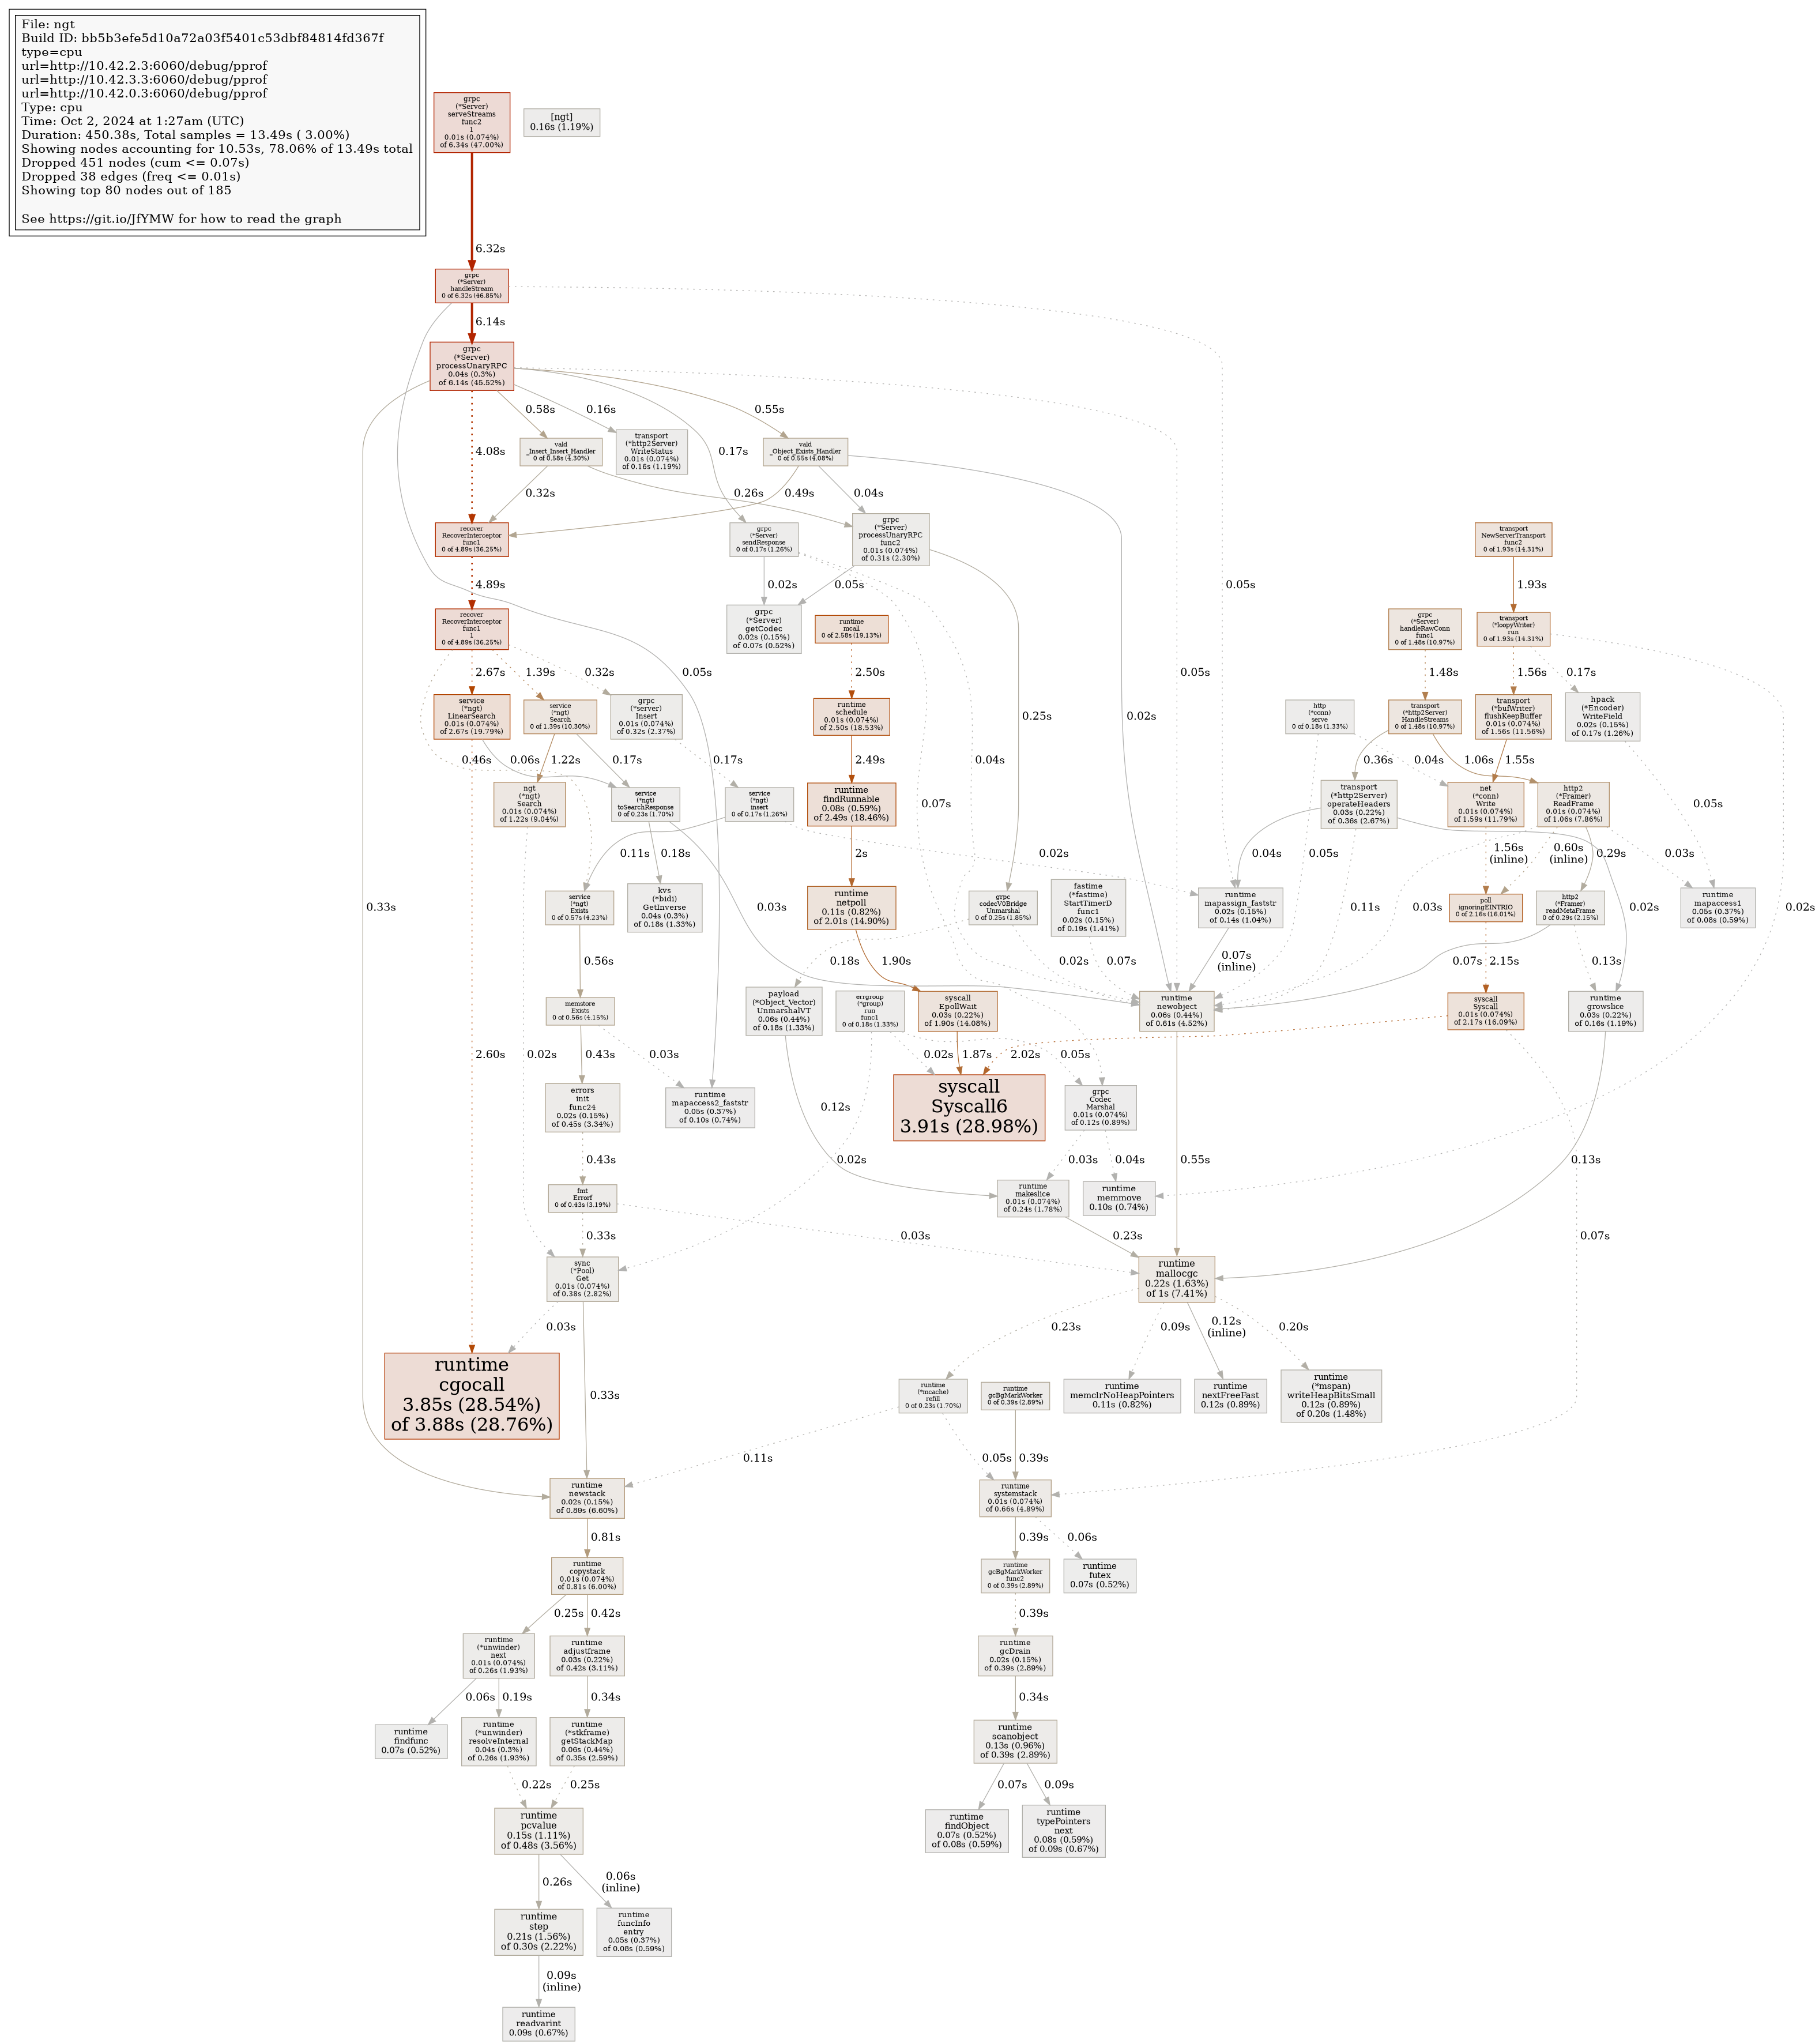 File: ngt
Build ID: bb5b3efe5d10a72a03f5401c53dbf84814fd367f
type=cpu
url=http://10.42.2.3:6060/debug/pprof
url=http://10.42.3.3:6060/debug/pprof
url=http://10.42.0.3:6060/debug/pprof
Type: cpu
Time: Oct 2, 2024 at 1:27am (UTC)
Duration: 450.38s, Total samples = 13.49s ( 3.00%)
Showing nodes accounting for 10.53s, 78.06% of 13.49s total
Dropped 451 nodes (cum <= 0.07s)
Dropped 38 edges (freq <= 0.01s)
Showing top 80 nodes out of 185
See https://git.io/JfYMW for how to read the graph
grpc
(*Server)
serveStreams
func2
1
0.01s (0.074%)
of 6.34s (47.00%)
[ngt]
0.16s (1.19%)
6.32s
grpc
(*Server)
handleStream
0 of 6.32s (46.85%)
6.14s
grpc
(*Server)
processUnaryRPC
0.04s (0.3%)
of 6.14s (45.52%)
0.58s
0.16s
0.55s
4.08s
0.17s
vald
_Insert_Insert_Handler
0 of 0.58s (4.30%)
transport
(*http2Server)
WriteStatus
0.01s (0.074%)
of 0.16s (1.19%)
vald
_Object_Exists_Handler
0 of 0.55s (4.08%)
0.32s
0.26s
0.49s
0.04s
recover
RecoverInterceptor
func1
0 of 4.89s (36.25%)
grpc
(*Server)
sendResponse
0 of 0.17s (1.26%)
grpc
(*Server)
processUnaryRPC
func2
0.01s (0.074%)
of 0.31s (2.30%)
transport
NewServerTransport
func2
0 of 1.93s (14.31%)
4.89s
0.02s
0.05s
0.05s
1.93s
recover
RecoverInterceptor
func1
1
0 of 4.89s (36.25%)
grpc
(*Server)
getCodec
0.02s (0.15%)
of 0.07s (0.52%)
runtime
mcall
0 of 2.58s (19.13%)
grpc
(*Server)
handleRawConn
func1
0 of 1.48s (10.97%)
transport
(*loopyWriter)
run
0 of 1.93s (14.31%)
2.67s
1.39s
0.32s
0.05s
2.50s
0.05s
1.48s
1.56s
0.17s
service
(*ngt)
LinearSearch
0.01s (0.074%)
of 2.67s (19.79%)
service
(*ngt)
Search
0 of 1.39s (10.30%)
grpc
(*server)
Insert
0.01s (0.074%)
of 0.32s (2.37%)
runtime
schedule
0.01s (0.074%)
of 2.50s (18.53%)
http
(*conn)
serve
0 of 0.18s (1.33%)
transport
(*http2Server)
HandleStreams
0 of 1.48s (10.97%)
transport
(*bufWriter)
flushKeepBuffer
0.01s (0.074%)
of 1.56s (11.56%)
hpack
(*Encoder)
WriteField
0.02s (0.15%)
of 0.17s (1.26%)
0.25s
0.02s
0.46s
0.06s
1.22s
0.17s
0.17s
2.49s
0.04s
0.04s
0.36s
1.06s
1.55s
ngt
(*ngt)
Search
0.01s (0.074%)
of 1.22s (9.04%)
service
(*ngt)
toSearchResponse
0 of 0.23s (1.70%)
service
(*ngt)
insert
0 of 0.17s (1.26%)
runtime
findRunnable
0.08s (0.59%)
of 2.49s (18.46%)
transport
(*http2Server)
operateHeaders
0.03s (0.22%)
of 0.36s (2.67%)
net
(*conn)
Write
0.01s (0.074%)
of 1.59s (11.79%)
http2
(*Framer)
ReadFrame
0.01s (0.074%)
of 1.06s (7.86%)
0.07s
0.05s
0.11s
0.18s
0.02s
2s
0.05s
0.04s
1.56s
(inline)
0.60s
(inline)
0.29s
0.03s
0.33s
service
(*ngt)
Exists
0 of 0.57s (4.23%)
kvs
(*bidi)
GetInverse
0.04s (0.3%)
of 0.18s (1.33%)
0.03s
runtime
netpoll
0.11s (0.82%)
of 2.01s (14.90%)
grpc
codecV0Bridge
Unmarshal
0 of 0.25s (1.85%)
fastime
(*fastime)
StartTimerD
func1
0.02s (0.15%)
of 0.19s (1.41%)
runtime
mapassign_faststr
0.02s (0.15%)
of 0.14s (1.04%)
0.11s
0.03s
poll
ignoringEINTRIO
0 of 2.16s (16.01%)
http2
(*Framer)
readMetaFrame
0 of 0.29s (2.15%)
0.02s
runtime
mapaccess1
0.05s (0.37%)
of 0.08s (0.59%)
0.02s
0.56s
0.18s
1.90s
0.02s
0.07s
0.07s
(inline)
0.07s
2.15s
0.13s
memstore
Exists
0 of 0.56s (4.15%)
payload
(*Object_Vector)
UnmarshalVT
0.06s (0.44%)
of 0.18s (1.33%)
errgroup
(*group)
run
func1
0 of 0.18s (1.33%)
syscall
EpollWait
0.03s (0.22%)
of 1.90s (14.08%)
runtime
newobject
0.06s (0.44%)
of 0.61s (4.52%)
syscall
Syscall
0.01s (0.074%)
of 2.17s (16.09%)
runtime
growslice
0.03s (0.22%)
of 0.16s (1.19%)
2.60s
0.02s
0.43s
0.03s
0.02s
1.87s
2.02s
0.05s
errors
init
func24
0.02s (0.15%)
of 0.45s (3.34%)
runtime
mapaccess2_faststr
0.05s (0.37%)
of 0.10s (0.74%)
0.12s
syscall
Syscall6
3.91s (28.98%)
grpc
Codec
Marshal
0.01s (0.074%)
of 0.12s (0.89%)
0.43s
0.02s
0.03s
0.04s
0.55s
0.13s
fmt
Errorf
0 of 0.43s (3.19%)
runtime
makeslice
0.01s (0.074%)
of 0.24s (1.78%)
runtime
memmove
0.10s (0.74%)
0.33s
0.03s
0.23s
0.07s
sync
(*Pool)
Get
0.01s (0.074%)
of 0.38s (2.82%)
runtime
mallocgc
0.22s (1.63%)
of 1s (7.41%)
0.03s
0.23s
0.09s
0.12s
(inline)
0.20s
runtime
cgocall
3.85s (28.54%)
of 3.88s (28.76%)
0.33s
runtime
(*mcache)
refill
0 of 0.23s (1.70%)
runtime
gcBgMarkWorker
0 of 0.39s (2.89%)
runtime
memclrNoHeapPointers
0.11s (0.82%)
runtime
nextFreeFast
0.12s (0.89%)
runtime
(*mspan)
writeHeapBitsSmall
0.12s (0.89%)
of 0.20s (1.48%)
0.11s
0.05s
0.39s
runtime
newstack
0.02s (0.15%)
of 0.89s (6.60%)
runtime
systemstack
0.01s (0.074%)
of 0.66s (4.89%)
0.81s
0.39s
0.06s
runtime
copystack
0.01s (0.074%)
of 0.81s (6.00%)
runtime
gcBgMarkWorker
func2
0 of 0.39s (2.89%)
runtime
futex
0.07s (0.52%)
0.25s
0.42s
0.39s
runtime
(*unwinder)
next
0.01s (0.074%)
of 0.26s (1.93%)
runtime
adjustframe
0.03s (0.22%)
of 0.42s (3.11%)
runtime
gcDrain
0.02s (0.15%)
of 0.39s (2.89%)
0.06s
0.19s
0.34s
0.34s
runtime
findfunc
0.07s (0.52%)
runtime
(*unwinder)
resolveInternal
0.04s (0.3%)
of 0.26s (1.93%)
runtime
(*stkframe)
getStackMap
0.06s (0.44%)
of 0.35s (2.59%)
runtime
scanobject
0.13s (0.96%)
of 0.39s (2.89%)
0.22s
0.25s
0.07s
0.09s
runtime
pcvalue
0.15s (1.11%)
of 0.48s (3.56%)
runtime
findObject
0.07s (0.52%)
of 0.08s (0.59%)
runtime
typePointers
next
0.08s (0.59%)
of 0.09s (0.67%)
0.26s
0.06s
(inline)
runtime
step
0.21s (1.56%)
of 0.30s (2.22%)
runtime
funcInfo
entry
0.05s (0.37%)
of 0.08s (0.59%)
0.09s
(inline)
runtime
readvarint
0.09s (0.67%)